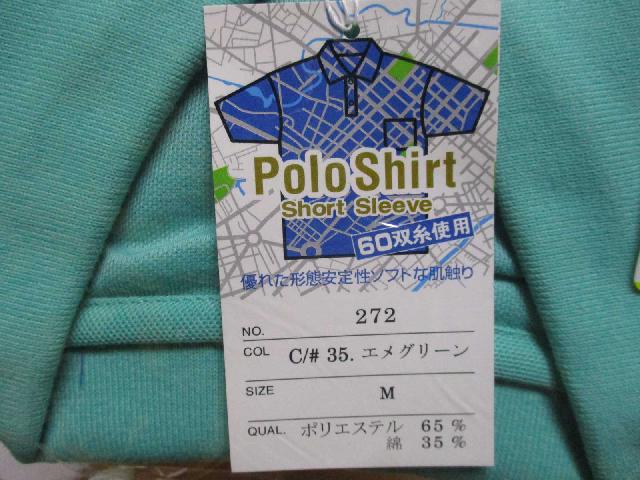 Polo Shirt
Short Sleeve
60双糸使用
優れた形態安定性ソフトな肌触り
NO. 272
COL C/# 35. エメグリーン
SIZE M
QUAL. ポリエステル 65 %
綿 35 %